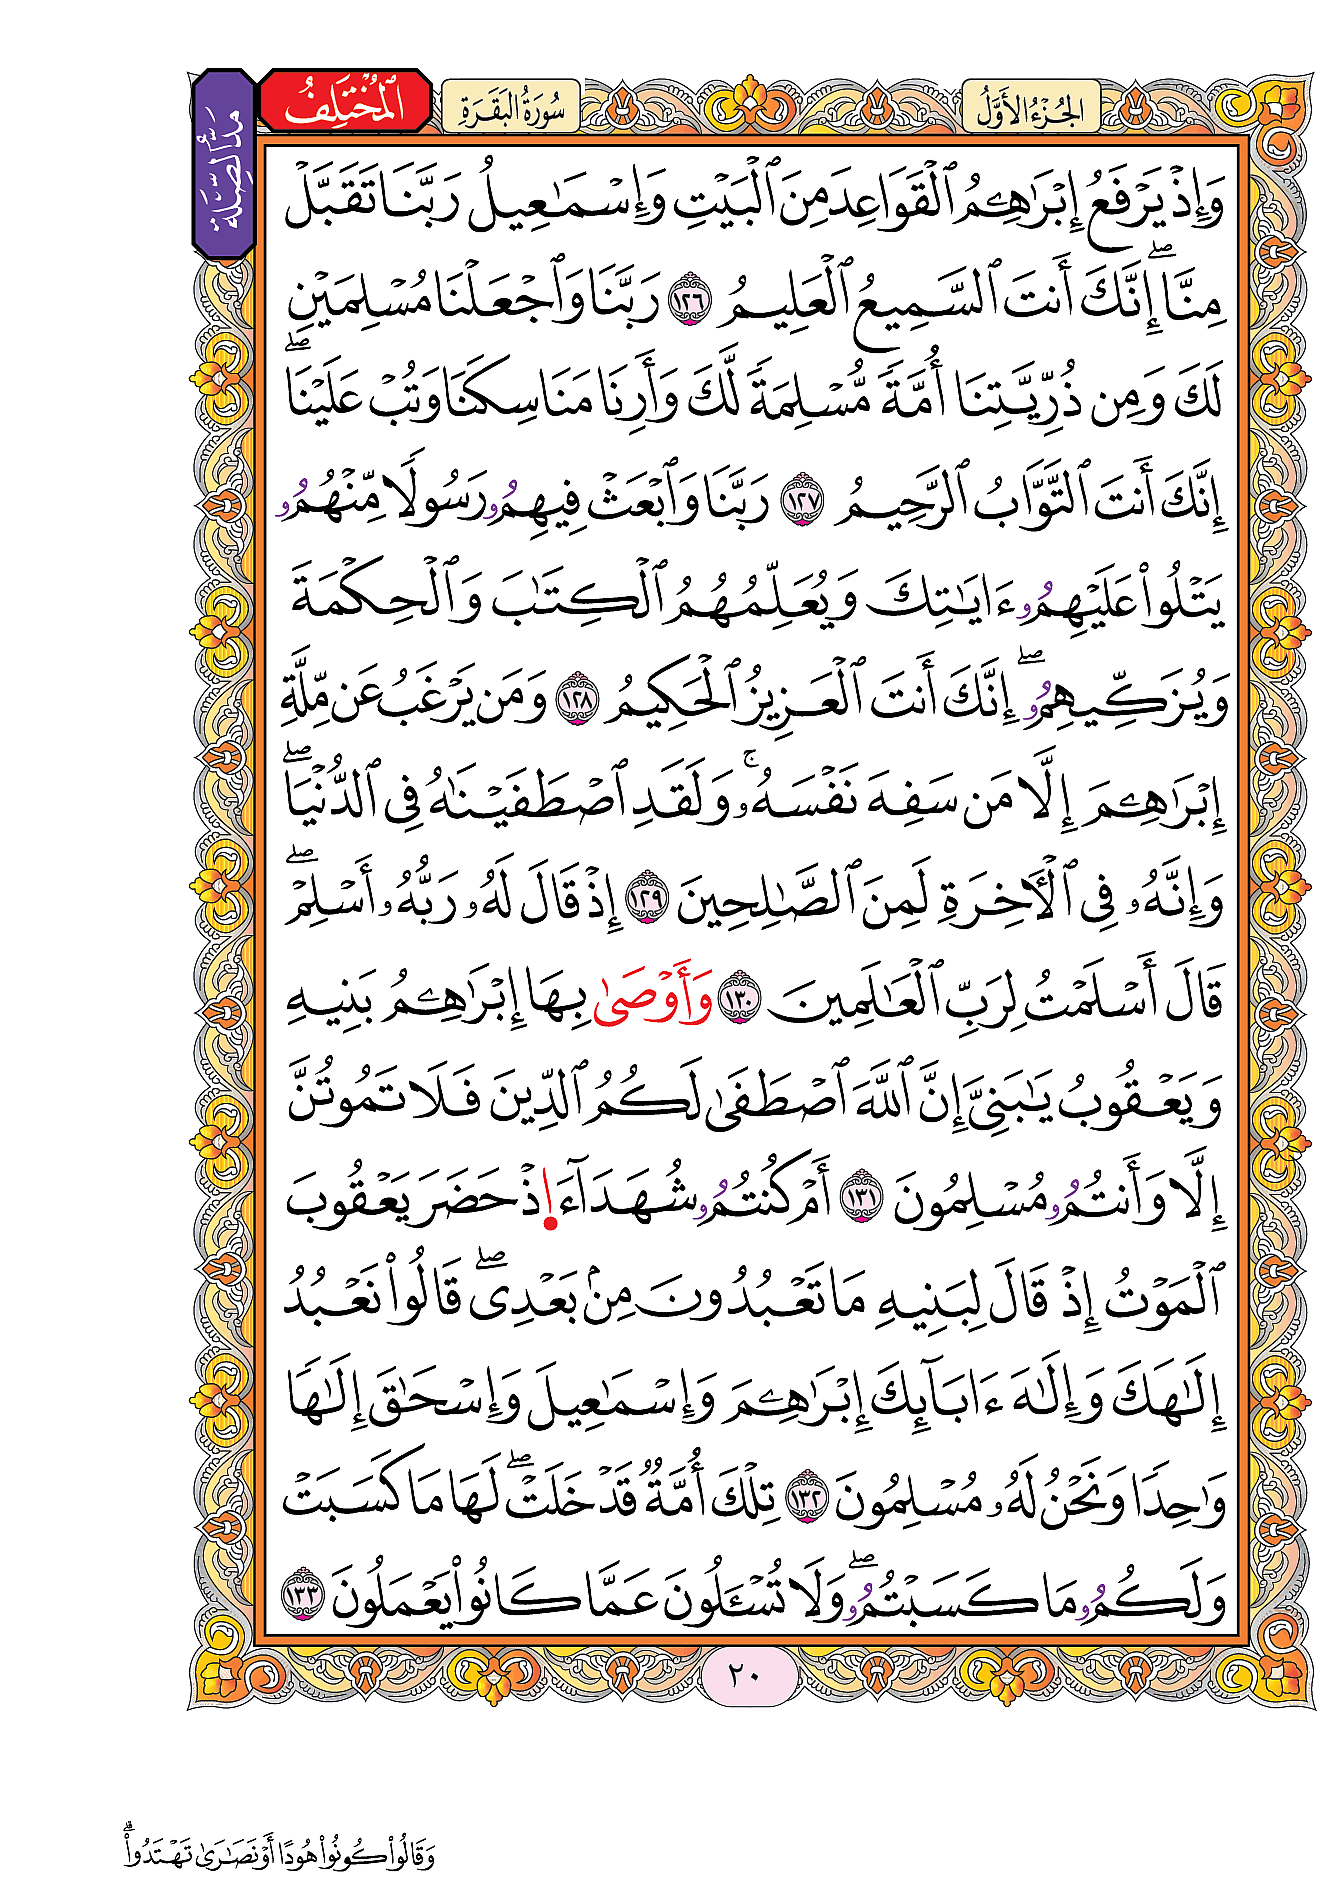 الجُزْءُ الأَوَّلُ
سُورَةُ البَقَرَةِ
المُخْتَلِفُ
مَدُّ الصِّلَة
وَإِذْ يَرْفَعُ إِبْرَٰهِـۧمُ ٱلْقَوَاعِدَ مِنَ ٱلْبَيْتِ وَإِسْمَٰعِيلُ رَبَّنَا تَقَبَّلْ
مِنَّاۖ إِنَّكَ أَنتَ ٱلسَّمِيعُ ٱلْعَلِيمُ ١٢٦ رَبَّنَا وَٱجْعَلْنَا مُسْلِمَيْنِ
لَكَ وَمِن ذُرِّيَّتِنَا أُمَّةً مُّسْلِمَةً لَّكَ وَأَرِنَا مَنَاسِكَنَا وَتُبْ عَلَيْنَاۖ
إِنَّكَ أَنتَ ٱلتَّوَّابُ ٱلرَّحِيمُ ١٢٧ رَبَّنَا وَٱبْعَثْ فِيهِمُۥ رَسُولًا مِّنْهُمُۥ
يَتْلُوا۟ عَلَيْهِمُۥ ءَايَٰتِكَ وَيُعَلِّمُهُمُ ٱلْكِتَٰبَ وَٱلْحِكْمَةَ
وَيُزَكِّيهِمُۥۖ إِنَّكَ أَنتَ ٱلْعَزِيزُ ٱلْحَكِيمُ ١٢٨ وَمَن يَرْغَبُ عَن مِّلَّةِ
إِبْرَٰهِـۧمَ إِلَّا مَن سَفِهَ نَفْسَهُۥۚ وَلَقَدِ ٱصْطَفَيْنَٰهُ فِى ٱلدُّنْيَاۖ
وَإِنَّهُۥ فِى ٱلْأَخِرَةِ لَمِنَ ٱلصَّٰلِحِينَ ١٢٩ إِذْ قَالَ لَهُۥ رَبُّهُۥ أَسْلِمْۖ
قَالَ أَسْلَمْتُ لِرَبِّ ٱلْعَٰلَمِينَ ١٣٠ وَأَوْصَىٰ بِهَا إِبْرَٰهِـۧمُ بَنِيهِ
وَيَعْقُوبُ يَٰبَنِىَّ إِنَّ ٱللَّهَ ٱصْطَفَىٰ لَكُمُ ٱلدِّينَ فَلَا تَمُوتُنَّ
إِلَّا وَأَنتُمُۥ مُسْلِمُونَ ١٣١ أَمْ كُنتُمُۥ شُهَدَآءَ ا۪ذْ حَضَرَ يَعْقُوبَ
ٱلْمَوْتُ إِذْ قَالَ لِبَنِيهِ مَا تَعْبُدُونَ مِنۢ بَعْدِىۖ قَالُوا۟ نَعْبُدُ
إِلَٰهَكَ وَإِلَٰهَ ءَابَآئِكَ إِبْرَٰهِـۧمَ وَإِسْمَٰعِيلَ وَإِسْحَٰقَ إِلَٰهًا
وَٰحِدًا وَنَحْنُ لَهُۥ مُسْلِمُونَ ١٣٢ تِلْكَ أُمَّةٌ قَدْ خَلَتْۖ لَهَا مَا كَسَبَتْ
وَلَكُمُۥ مَا كَسَبْتُمُۥۖ وَلَا تُسْـَٔلُونَ عَمَّا كَانُوا۟ يَعْمَلُونَ ١٣٣
٢٠
وَقَالُوا۟ كُونُوا۟ هُودًا أَوْ نَصَٰرَىٰ تَهْتَدُوا۟ۗ